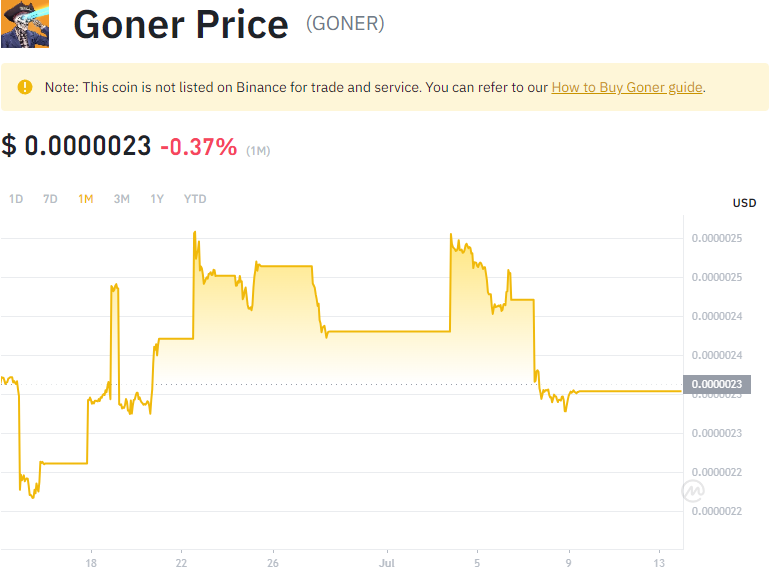 Goner Price (GONER)
Note: This coin is not listed on Binance for trade and service. You can refer to our How to Buy Goner guide.
$ 0.0000023 -0.37% (1M)
1D 7D 1M 3M 1Y YTD
USD
0.0000025
0.0000025
0.0000024
0.0000024
0.0000023
0.0000023
0.0000023
0.0000022
0.0000022
18 22 26 Jul 5 9 13